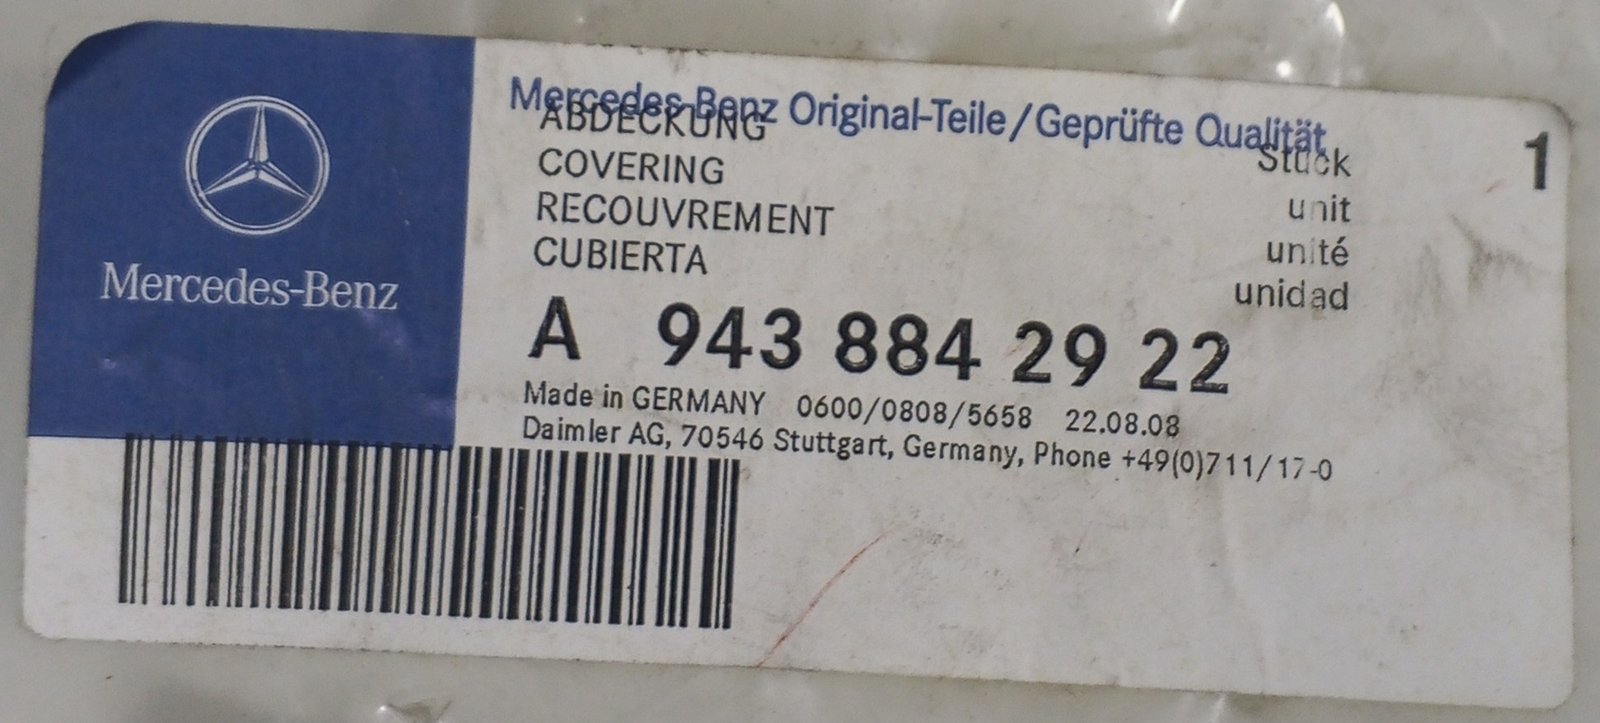 Mercedes-Benz
Mercedes-Benz Original-Teile/Geprüfte Qualität
ABDECKUNG
COVERING
RECOUVREMENT
CUBIERTA
1
Stück
unit
unité
unidad
A 943 884 29 22
Made in GERMANY 0600/0808/5658 22.08.08
Daimler AG, 70546 Stuttgart, Germany, Phone +49(0)711/17-0